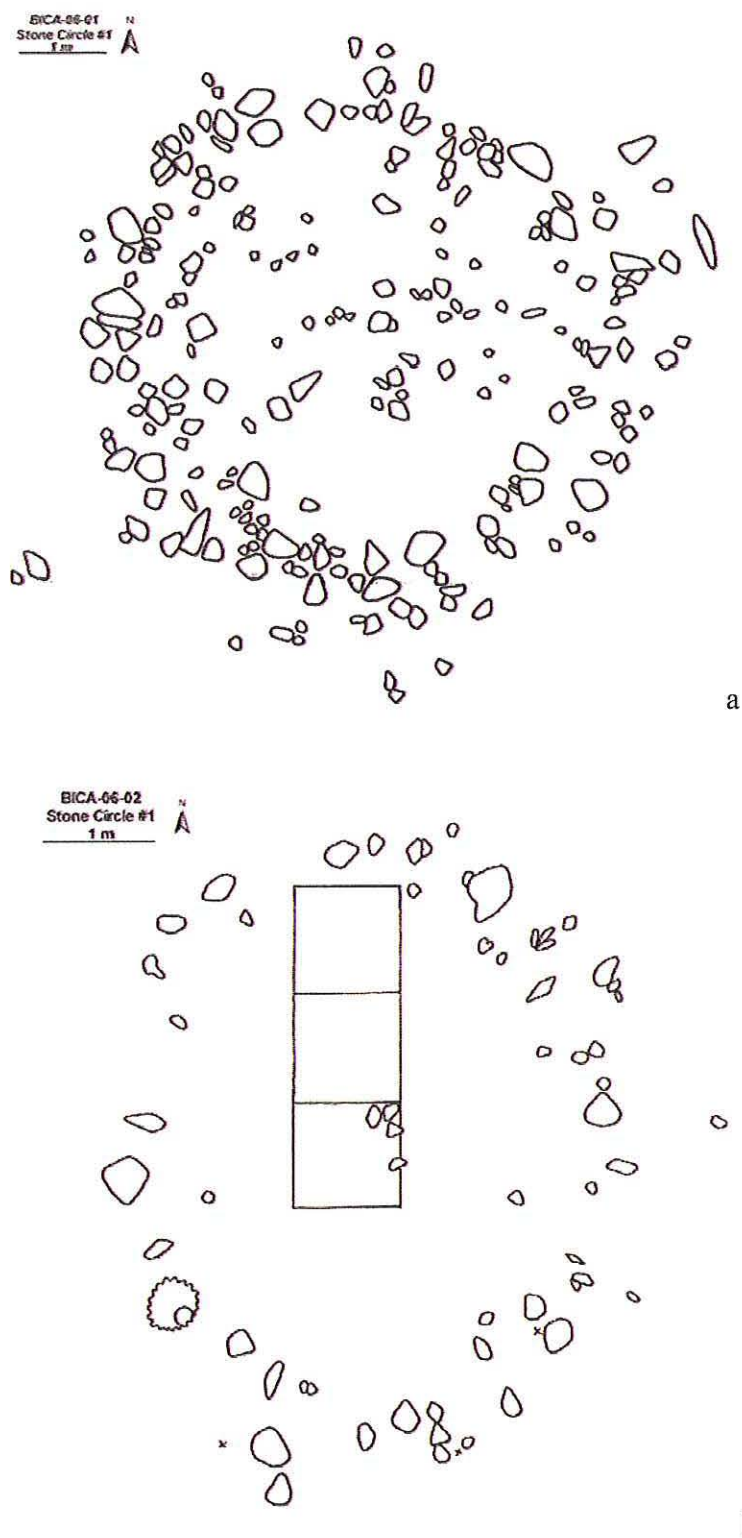 BICA-06-01
Stone Circle #1
1 m
N
a
BICA-06-02
Stone Circle #1
1 m
N
x
x
x